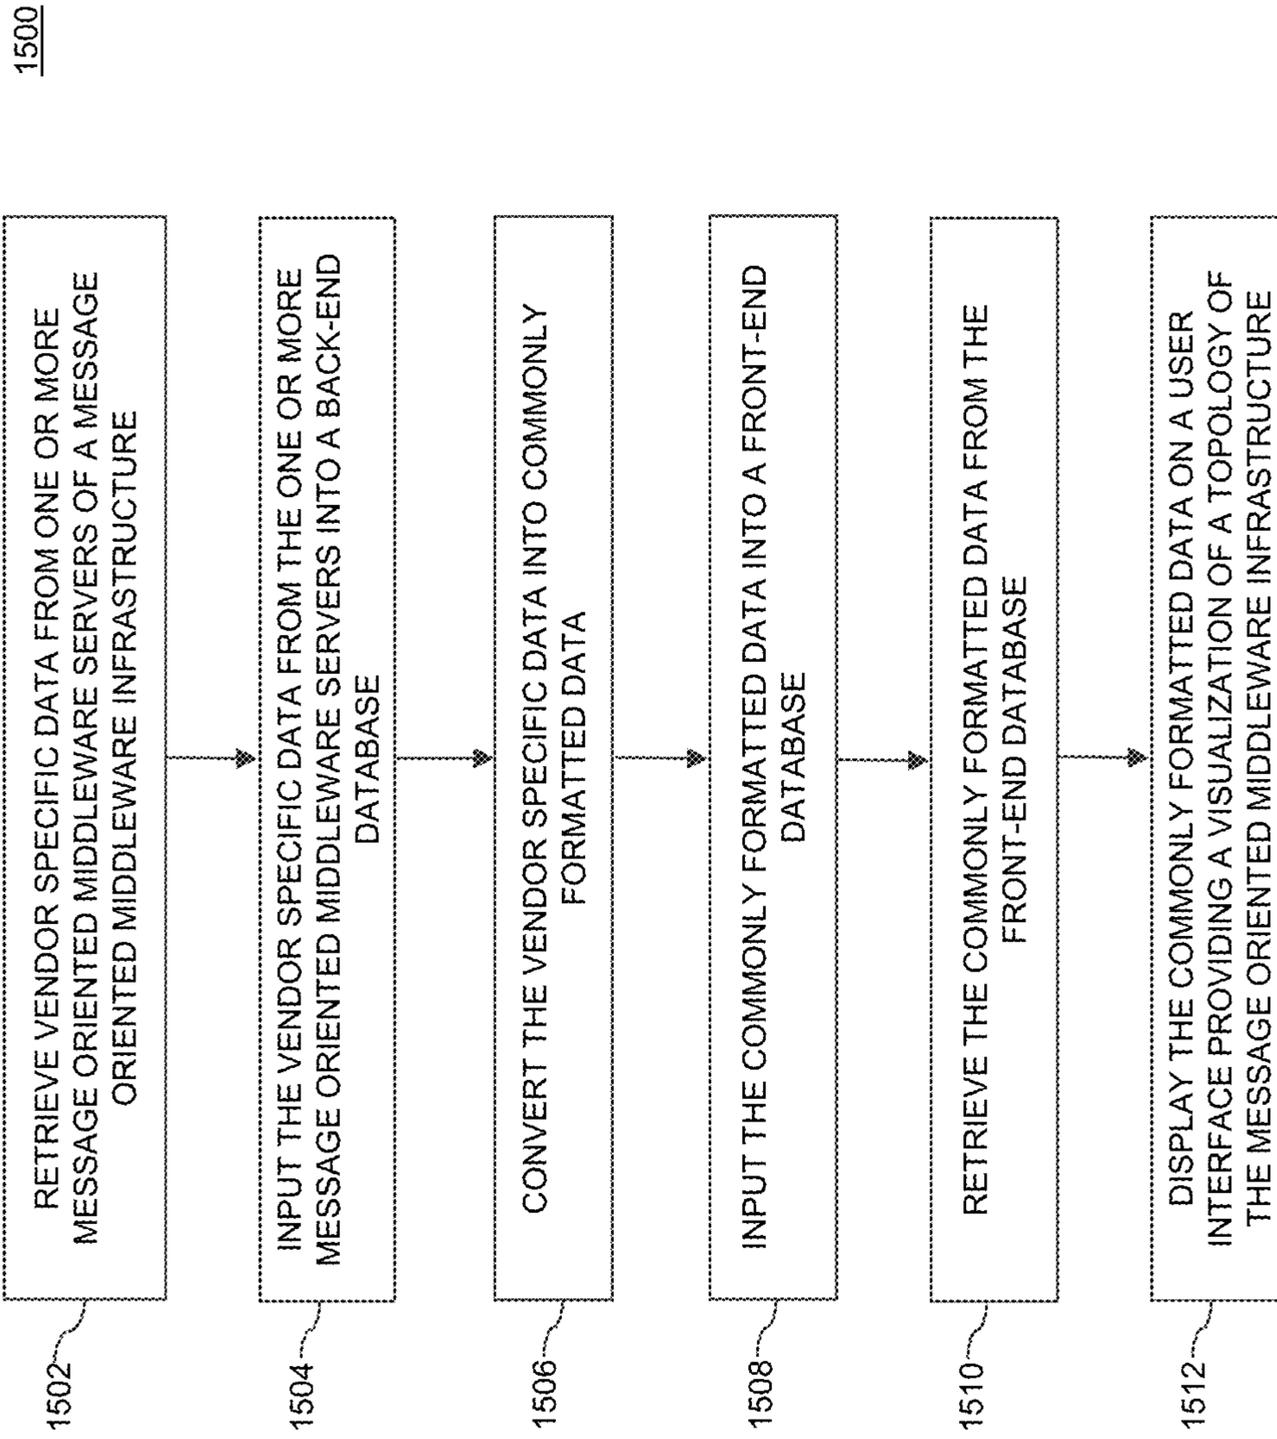 1500
1502
RETRIEVE VENDOR SPECIFIC DATA FROM ONE OR MORE
MESSAGE ORIENTED MIDDLEWARE SERVERS OF A MESSAGE
ORIENTED MIDDLEWARE INFRASTRUCTURE
1504
INPUT THE VENDOR SPECIFIC DATA FROM THE ONE OR MORE
MESSAGE ORIENTED MIDDLEWARE SERVERS INTO A BACK-END
DATABASE
1506
CONVERT THE VENDOR SPECIFIC DATA INTO COMMONLY
FORMATTED DATA
1508
INPUT THE COMMONLY FORMATTED DATA INTO A FRONT-END
DATABASE
1510
RETRIEVE THE COMMONLY FORMATTED DATA FROM THE
FRONT-END DATABASE
1512
DISPLAY THE COMMONLY FORMATTED DATA ON A USER
INTERFACE PROVIDING A VISUALIZATION OF A TOPOLOGY OF
THE MESSAGE ORIENTED MIDDLEWARE INFRASTRUCTURE